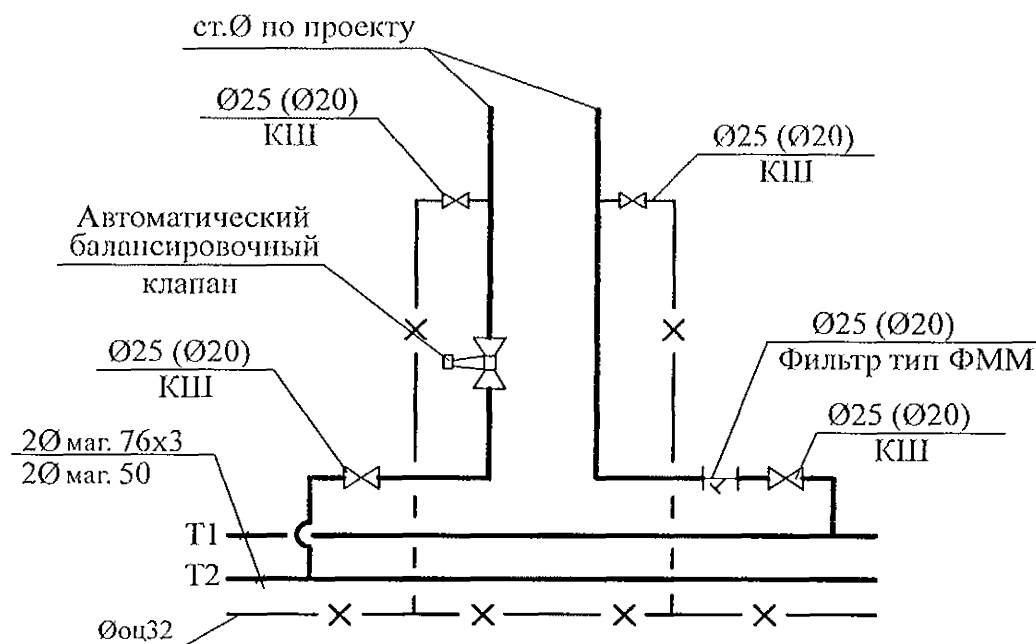 ст.Ø по проекту
Ø25 (Ø20)
КШ
Ø25 (Ø20)
КШ
Автоматический
балансировочный
клапан
Ø25 (Ø20)
Фильтр тип ФММ
Ø25 (Ø20)
КШ
Ø25 (Ø20)
КШ
2Ø маг. 76х3
2Ø маг. 50
Т1
Т2
Øоц32